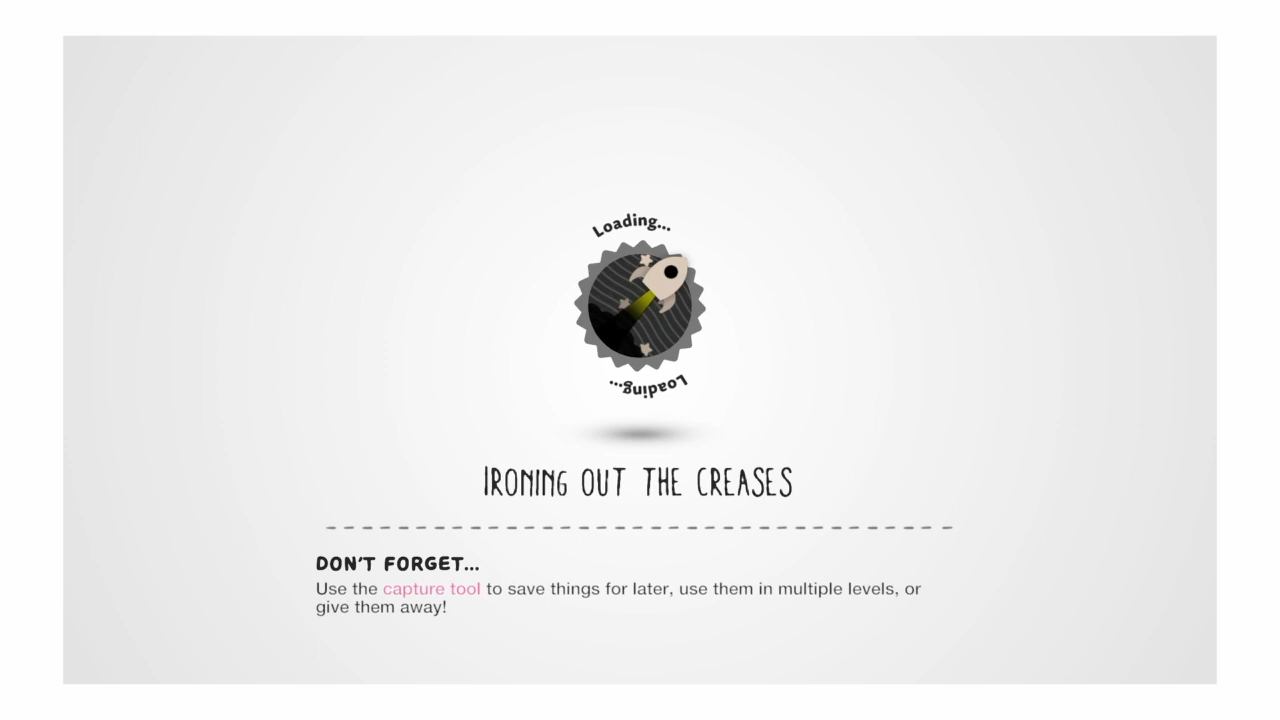 Loading...
Loading...
IRONING OUT THE CREASES
DON'T FORGET...
Use the capture tool to save things for later, use them in multiple levels, or
give them away!